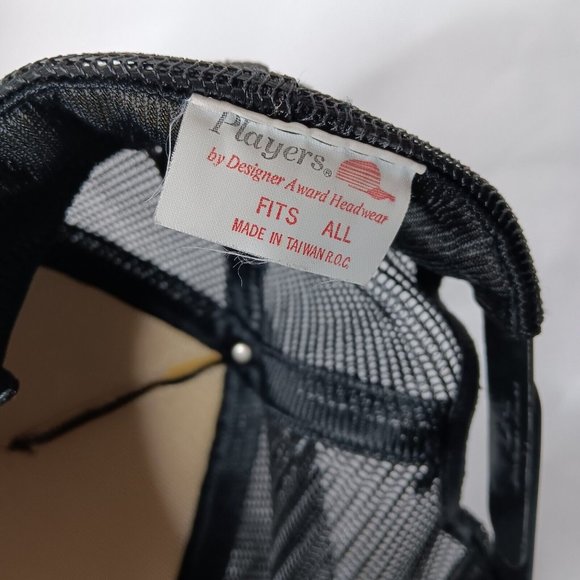 Players®
by Designer Award Headwear
FITS ALL
MADE IN TAIWAN R.O.C.